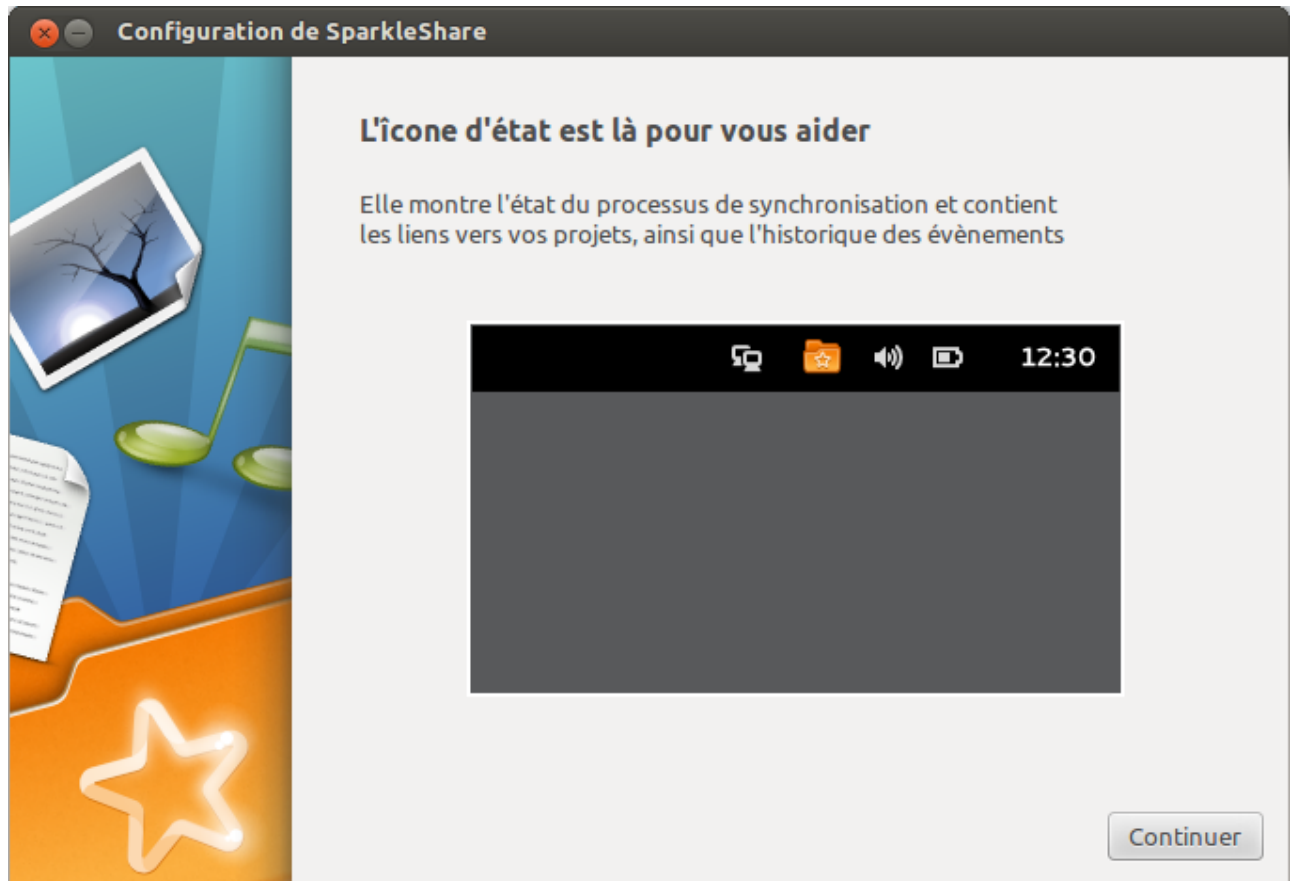 Configuration de SparkleShare
L'îcone d'état est là pour vous aider
Elle montre l'état du processus de synchronisation et contient
les liens vers vos projets, ainsi que l'historique des évènements
12:30
Continuer